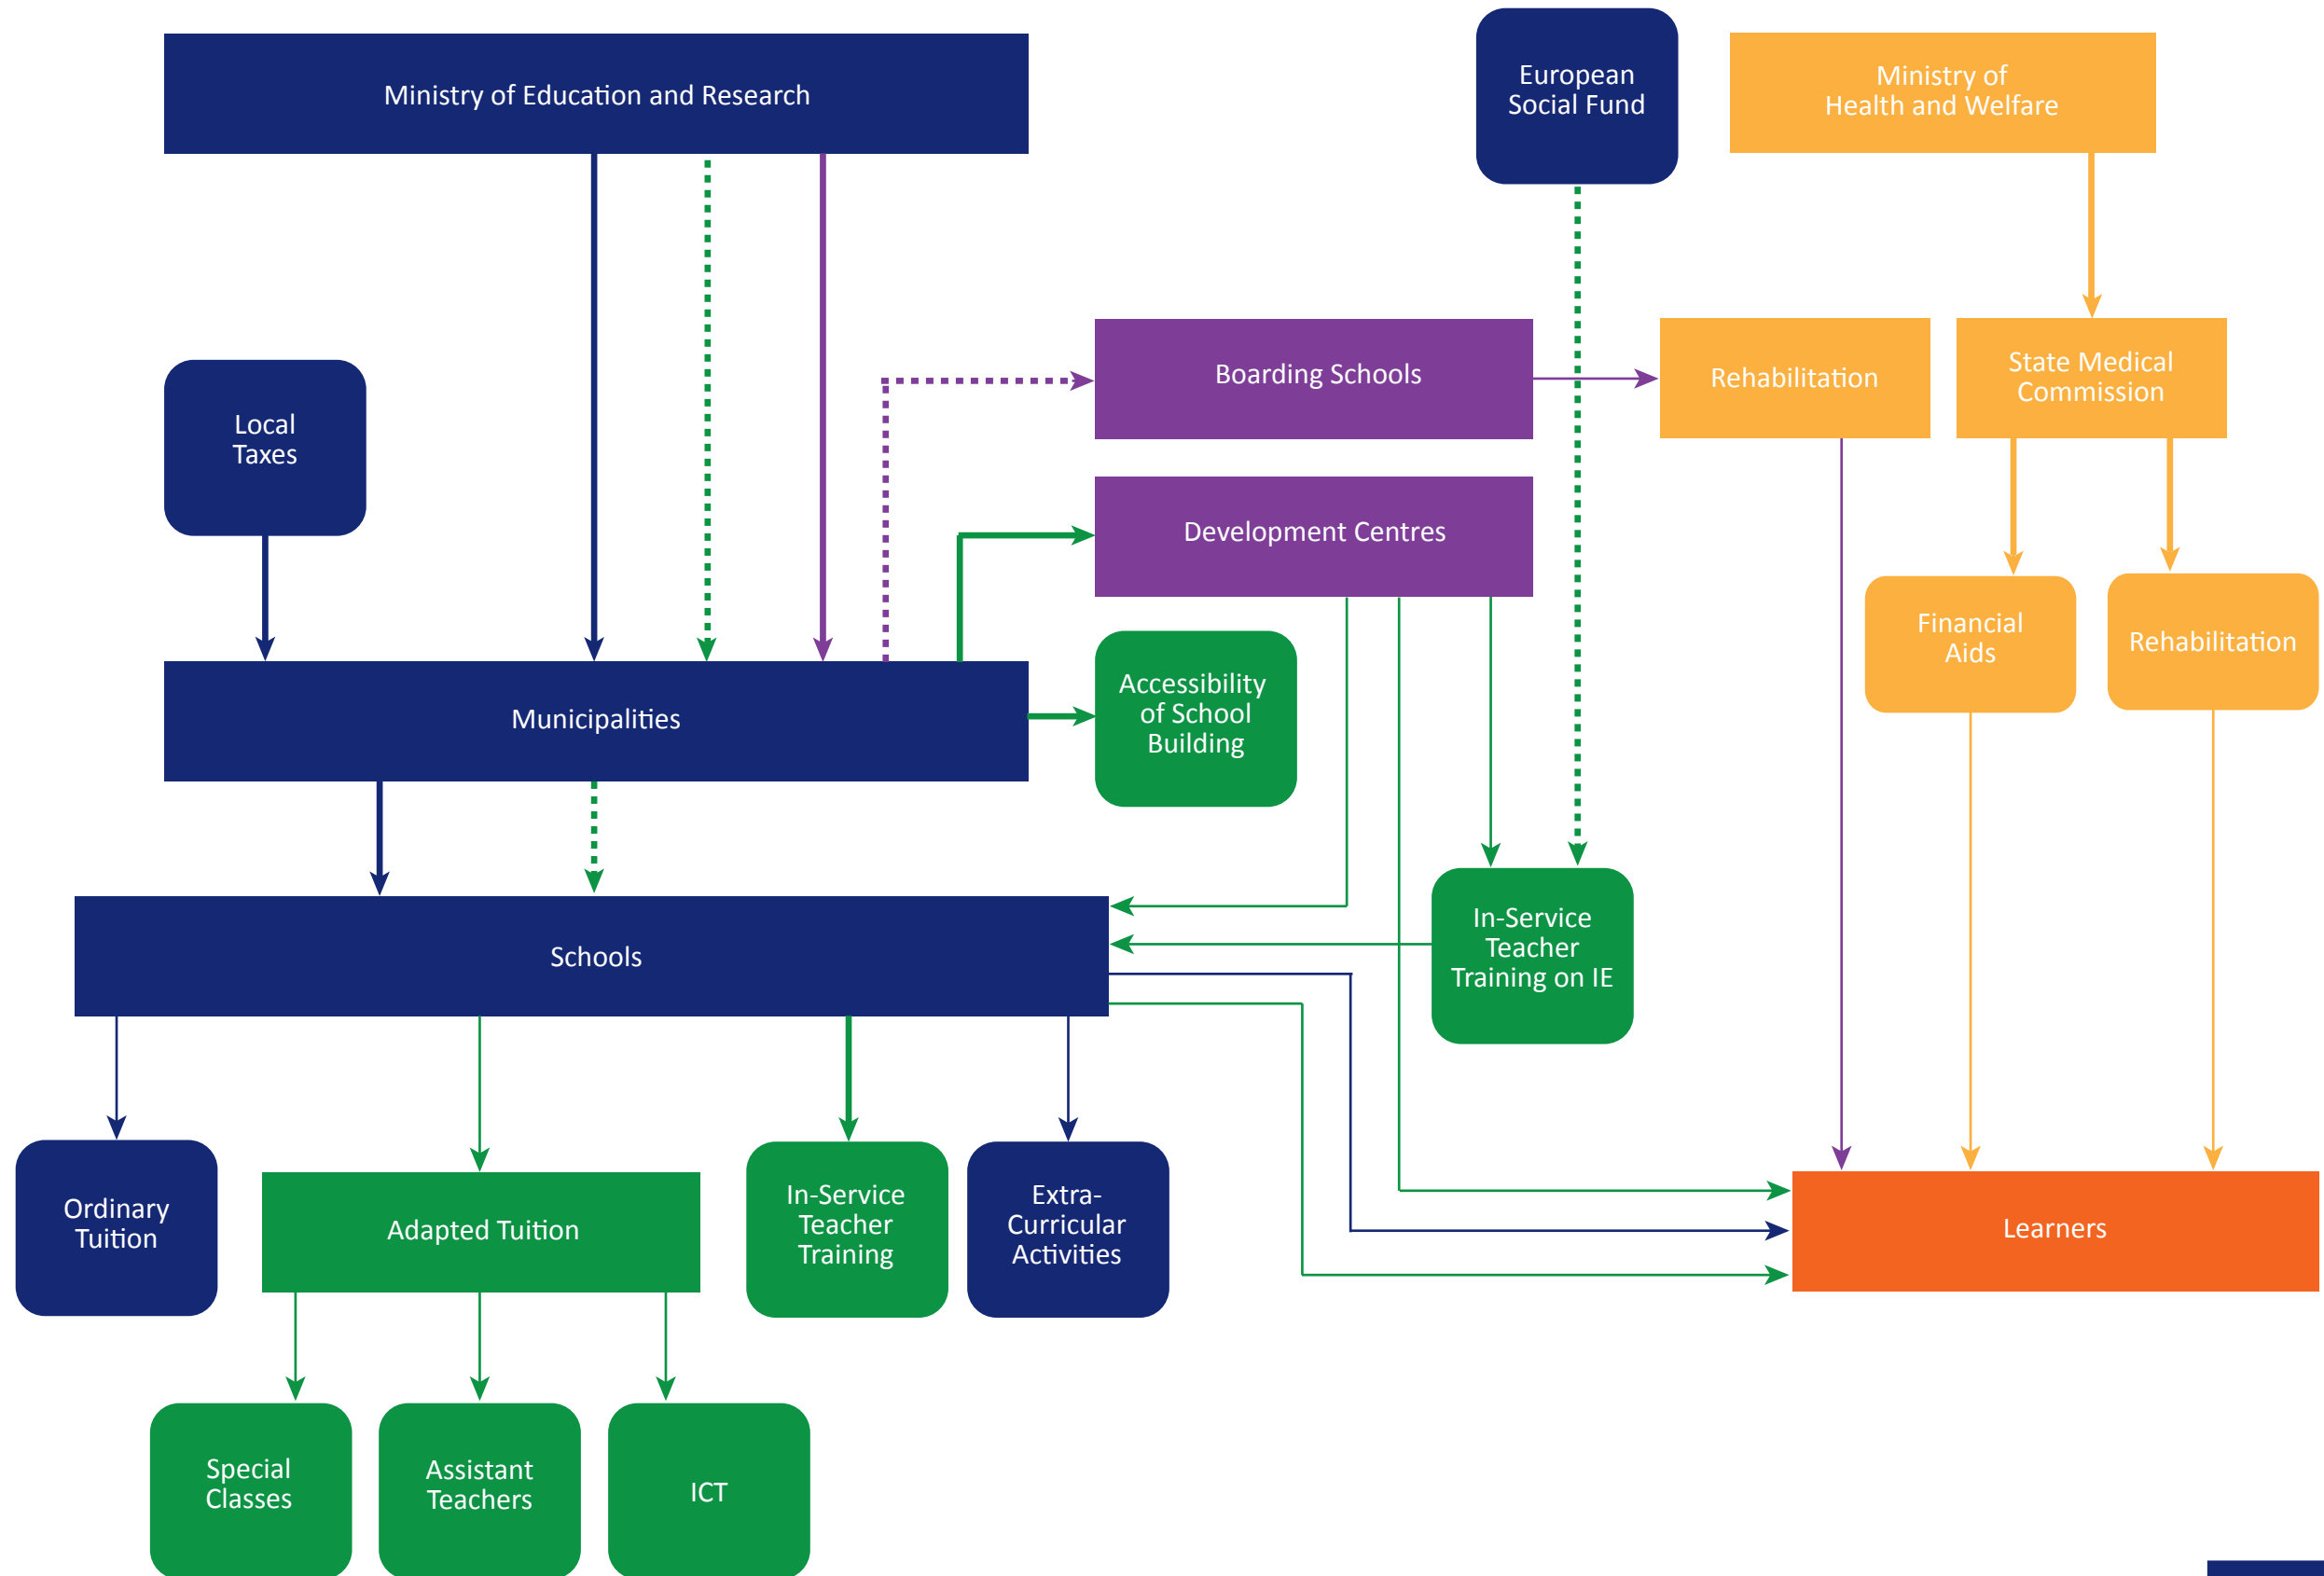 Ministry of Education and Research
European
Social Fund
Ministry of
Health and Welfare
Local
Taxes
Boarding Schools
Rehabilitation
State Medical
Commission
Development Centres
Financial
Aids
Rehabilitation
Municipalities
Accessibility
of School
Building
Schools
In-Service
Teacher
Training on IE
Ordinary
Tuition
Adapted Tuition
In-Service
Teacher
Training
Extra-
Curricular
Activities
Learners
Special
Classes
Assistant
Teachers
ICT